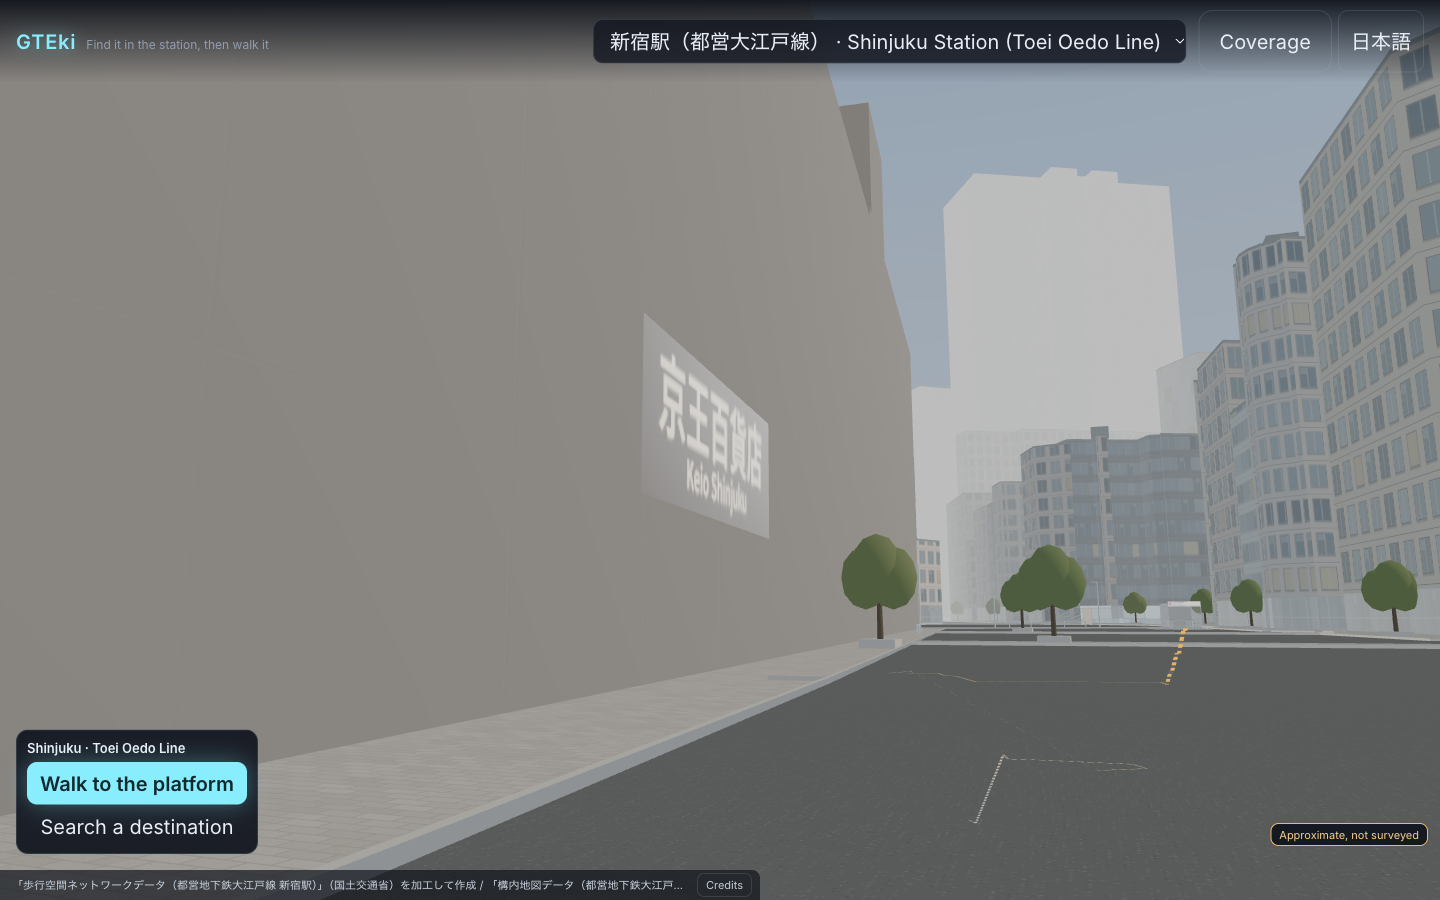 GTEki
Find it in the station, then walk it
新宿駅（都営大江戸線） · Shinjuku Station (Toei Oedo Line)
Coverage
日本語
京王百貨店
Keio Shinjuku
Shinjuku · Toei Oedo Line
Walk to the platform
Search a destination
Approximate, not surveyed
「歩行空間ネットワークデータ（都営地下鉄大江戸線 新宿駅）」（国土交通省）を加工して作成 / 「構内地図データ（都営地下鉄大江戸...
Credits